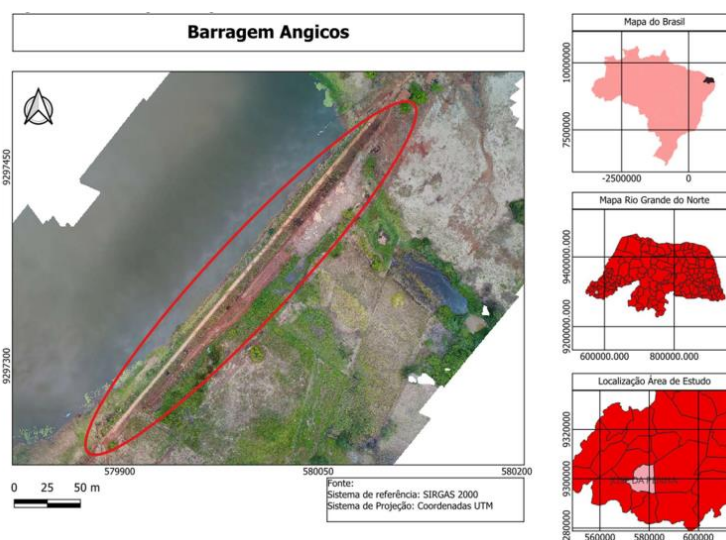 Barragem Angicos
9297450
9297300
579900
580050
580200
0 25 50 m
Fonte:
Sistema de referência: SIRGAS 2000
Sistema de Projeção: Coordenadas UTM
Mapa do Brasil
10000000
7500000
-2500000
0
Mapa Rio Grande do Norte
9400000.000
9200000.000
600000.000
800000.000
Localização Área de Estudo
9320000
9300000
DA
560000
580000
600000